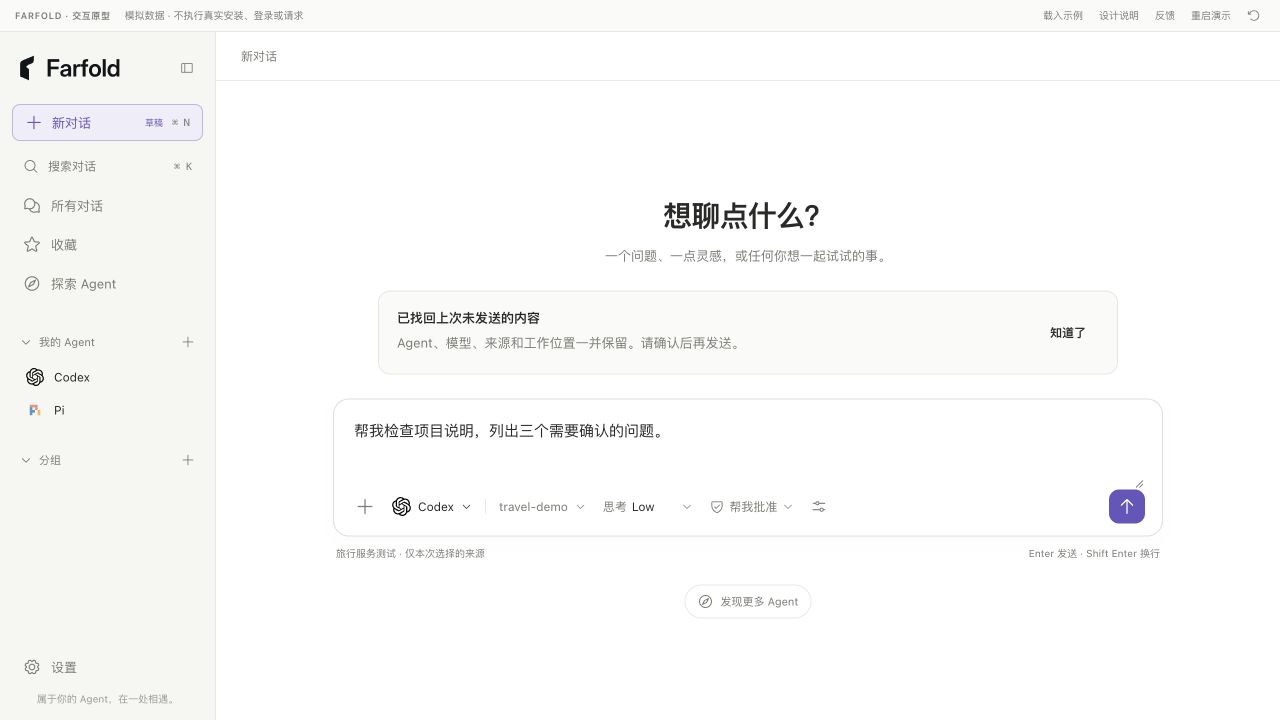 FARFOLD · 交互原型 模拟数据 · 不执行真实安装、登录或请求 载入示例 设计说明 反馈 重启演示
Farfold
新对话
新对话 草稿 ⌘ N
搜索对话 ⌘ K
所有对话
收藏
探索 Agent
我的 Agent
Codex
Pi
分组
设置
属于你的 Agent，在一处相遇。
想聊点什么?
一个问题、一点灵感，或任何你想一起试试的事。
已找回上次未发送的内容
Agent、模型、来源和工作位置一并保留。请确认后再发送。
知道了
帮我检查项目说明，列出三个需要确认的问题。
Codex travel-demo 思考 Low 帮我批准
旅行服务测试 · 仅本次选择的来源 Enter 发送 · Shift Enter 换行
发现更多 Agent